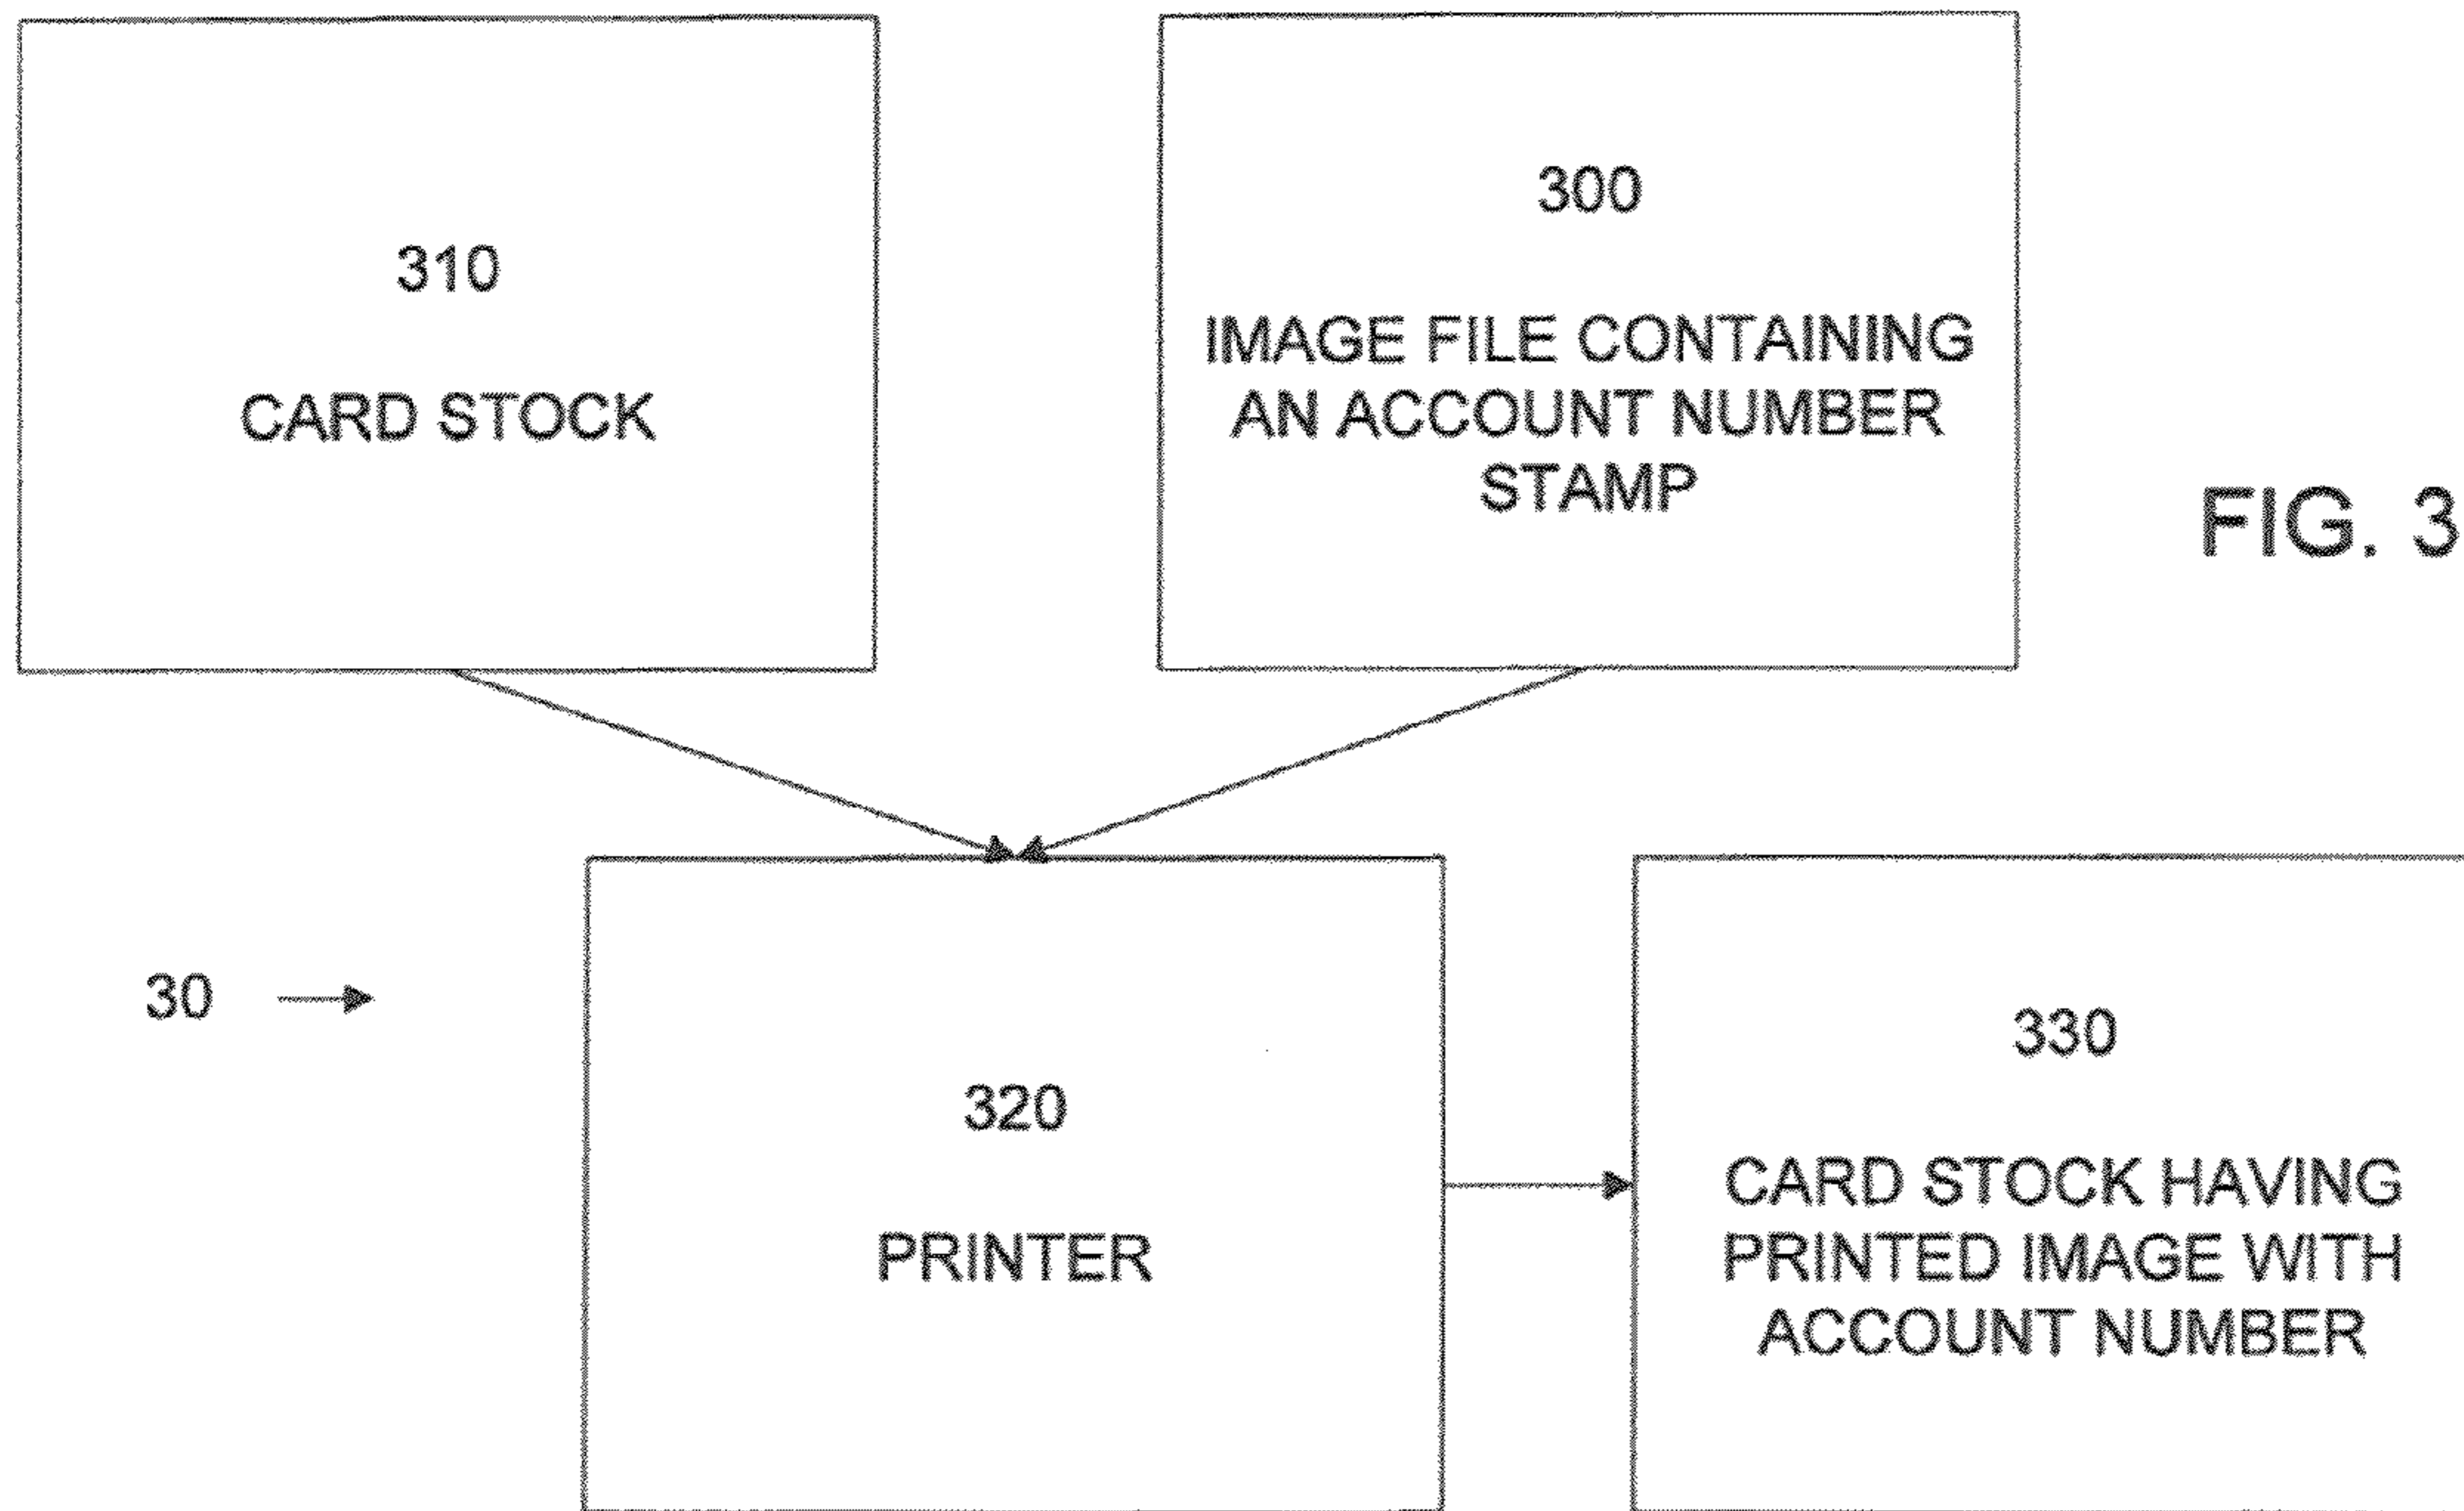 310
CARD STOCK
300
IMAGE FILE CONTAINING
AN ACCOUNT NUMBER
STAMP
FIG. 3
30
320
PRINTER
330
CARD STOCK HAVING
PRINTED IMAGE WITH
ACCOUNT NUMBER